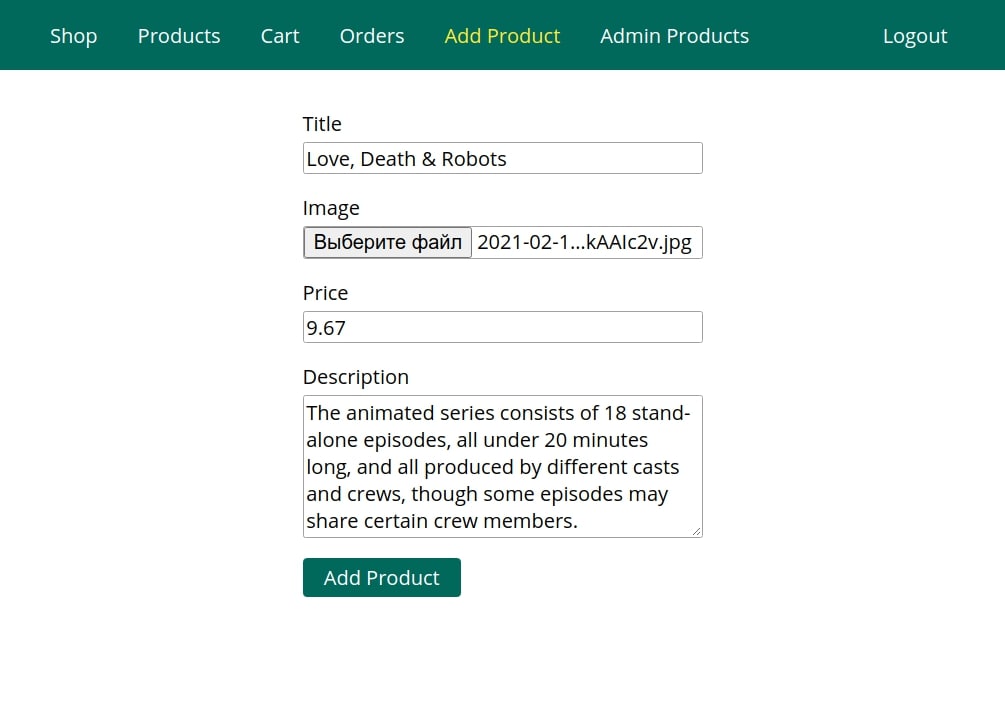 Shop Products Cart Orders Add Product Admin Products Logout
Title
Love, Death & Robots
Image
Выберите файл 2021-02-1...kAAIc2v.jpg
Price
9.67
Description
The animated series consists of 18 stand-
alone episodes, all under 20 minutes
long, and all produced by different casts
and crews, though some episodes may
share certain crew members.
Add Product